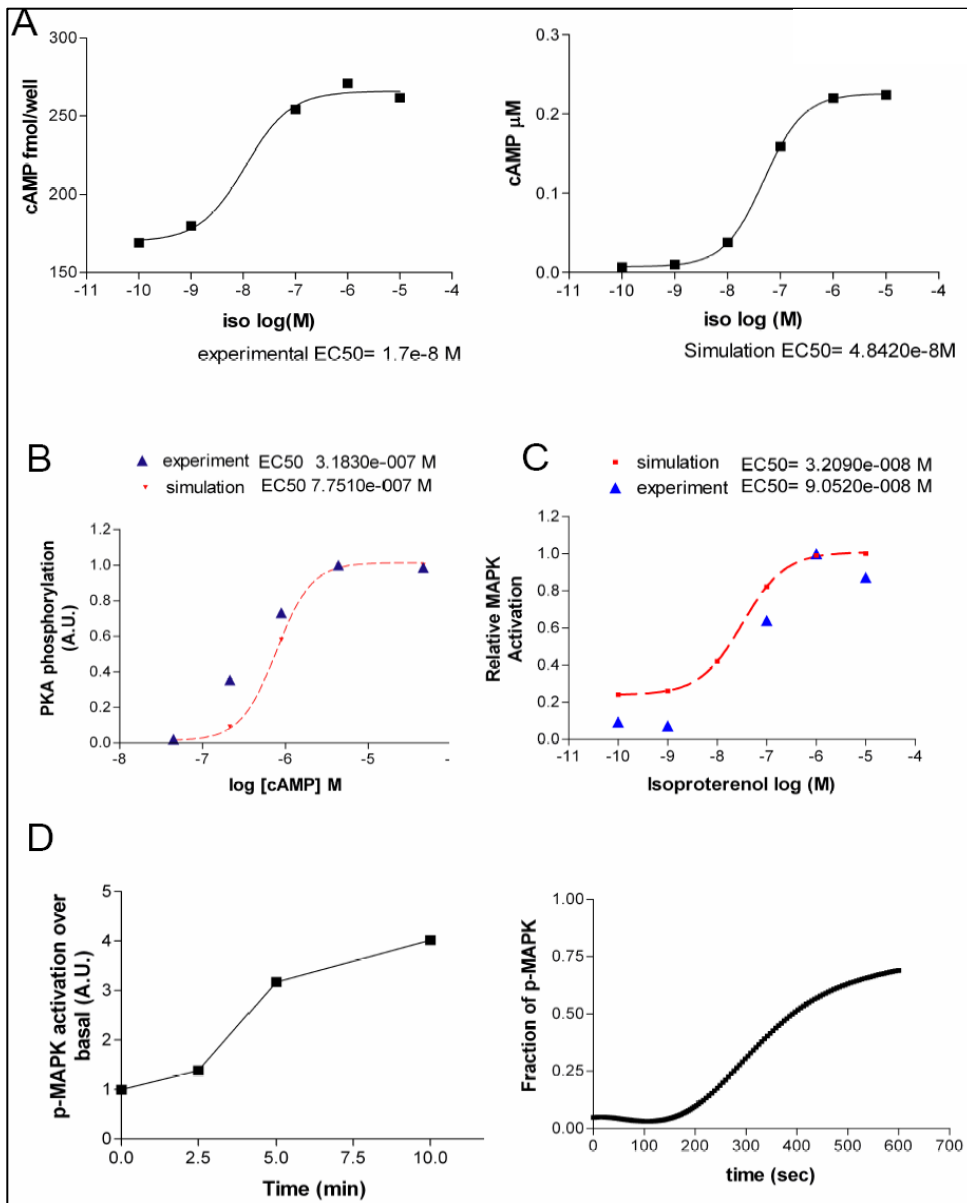 A
300
250
200
150
cAMP fmol/well
-11 -10 -9 -8 -7 -6 -5 -4
iso log(M)
experimental EC50= 1.7e-8 M
0.3
0.2
0.1
0.0
cAMP μM
-11 -10 -9 -8 -7 -6 -5 -4
iso log (M)
Simulation EC50= 4.8420e-8M
B
experiment EC50 3.1830e-007 M
simulation EC50 7.7510e-007 M
1.2
1.0
0.8
0.6
0.4
0.2
0.0
PKA phosphorylation
(A.U.)
-8 -7 -6 -5 -
log [cAMP] M
C
simulation EC50= 3.2090e-008 M
experiment EC50= 9.0520e-008 M
1.2
1.0
0.8
0.6
0.4
0.2
0.0
Relative MAPK
Activation
-11 -10 -9 -8 -7 -6 -5 -4
Isoproterenol log (M)
D
5
4
3
2
1
0
p-MAPK activation over
basal (A.U.)
0.0 2.5 5.0 7.5 10.0
Time (min)
1.00
0.75
0.50
0.25
0.00
Fraction of p-MAPK
0 100 200 300 400 500 600 700
time (sec)